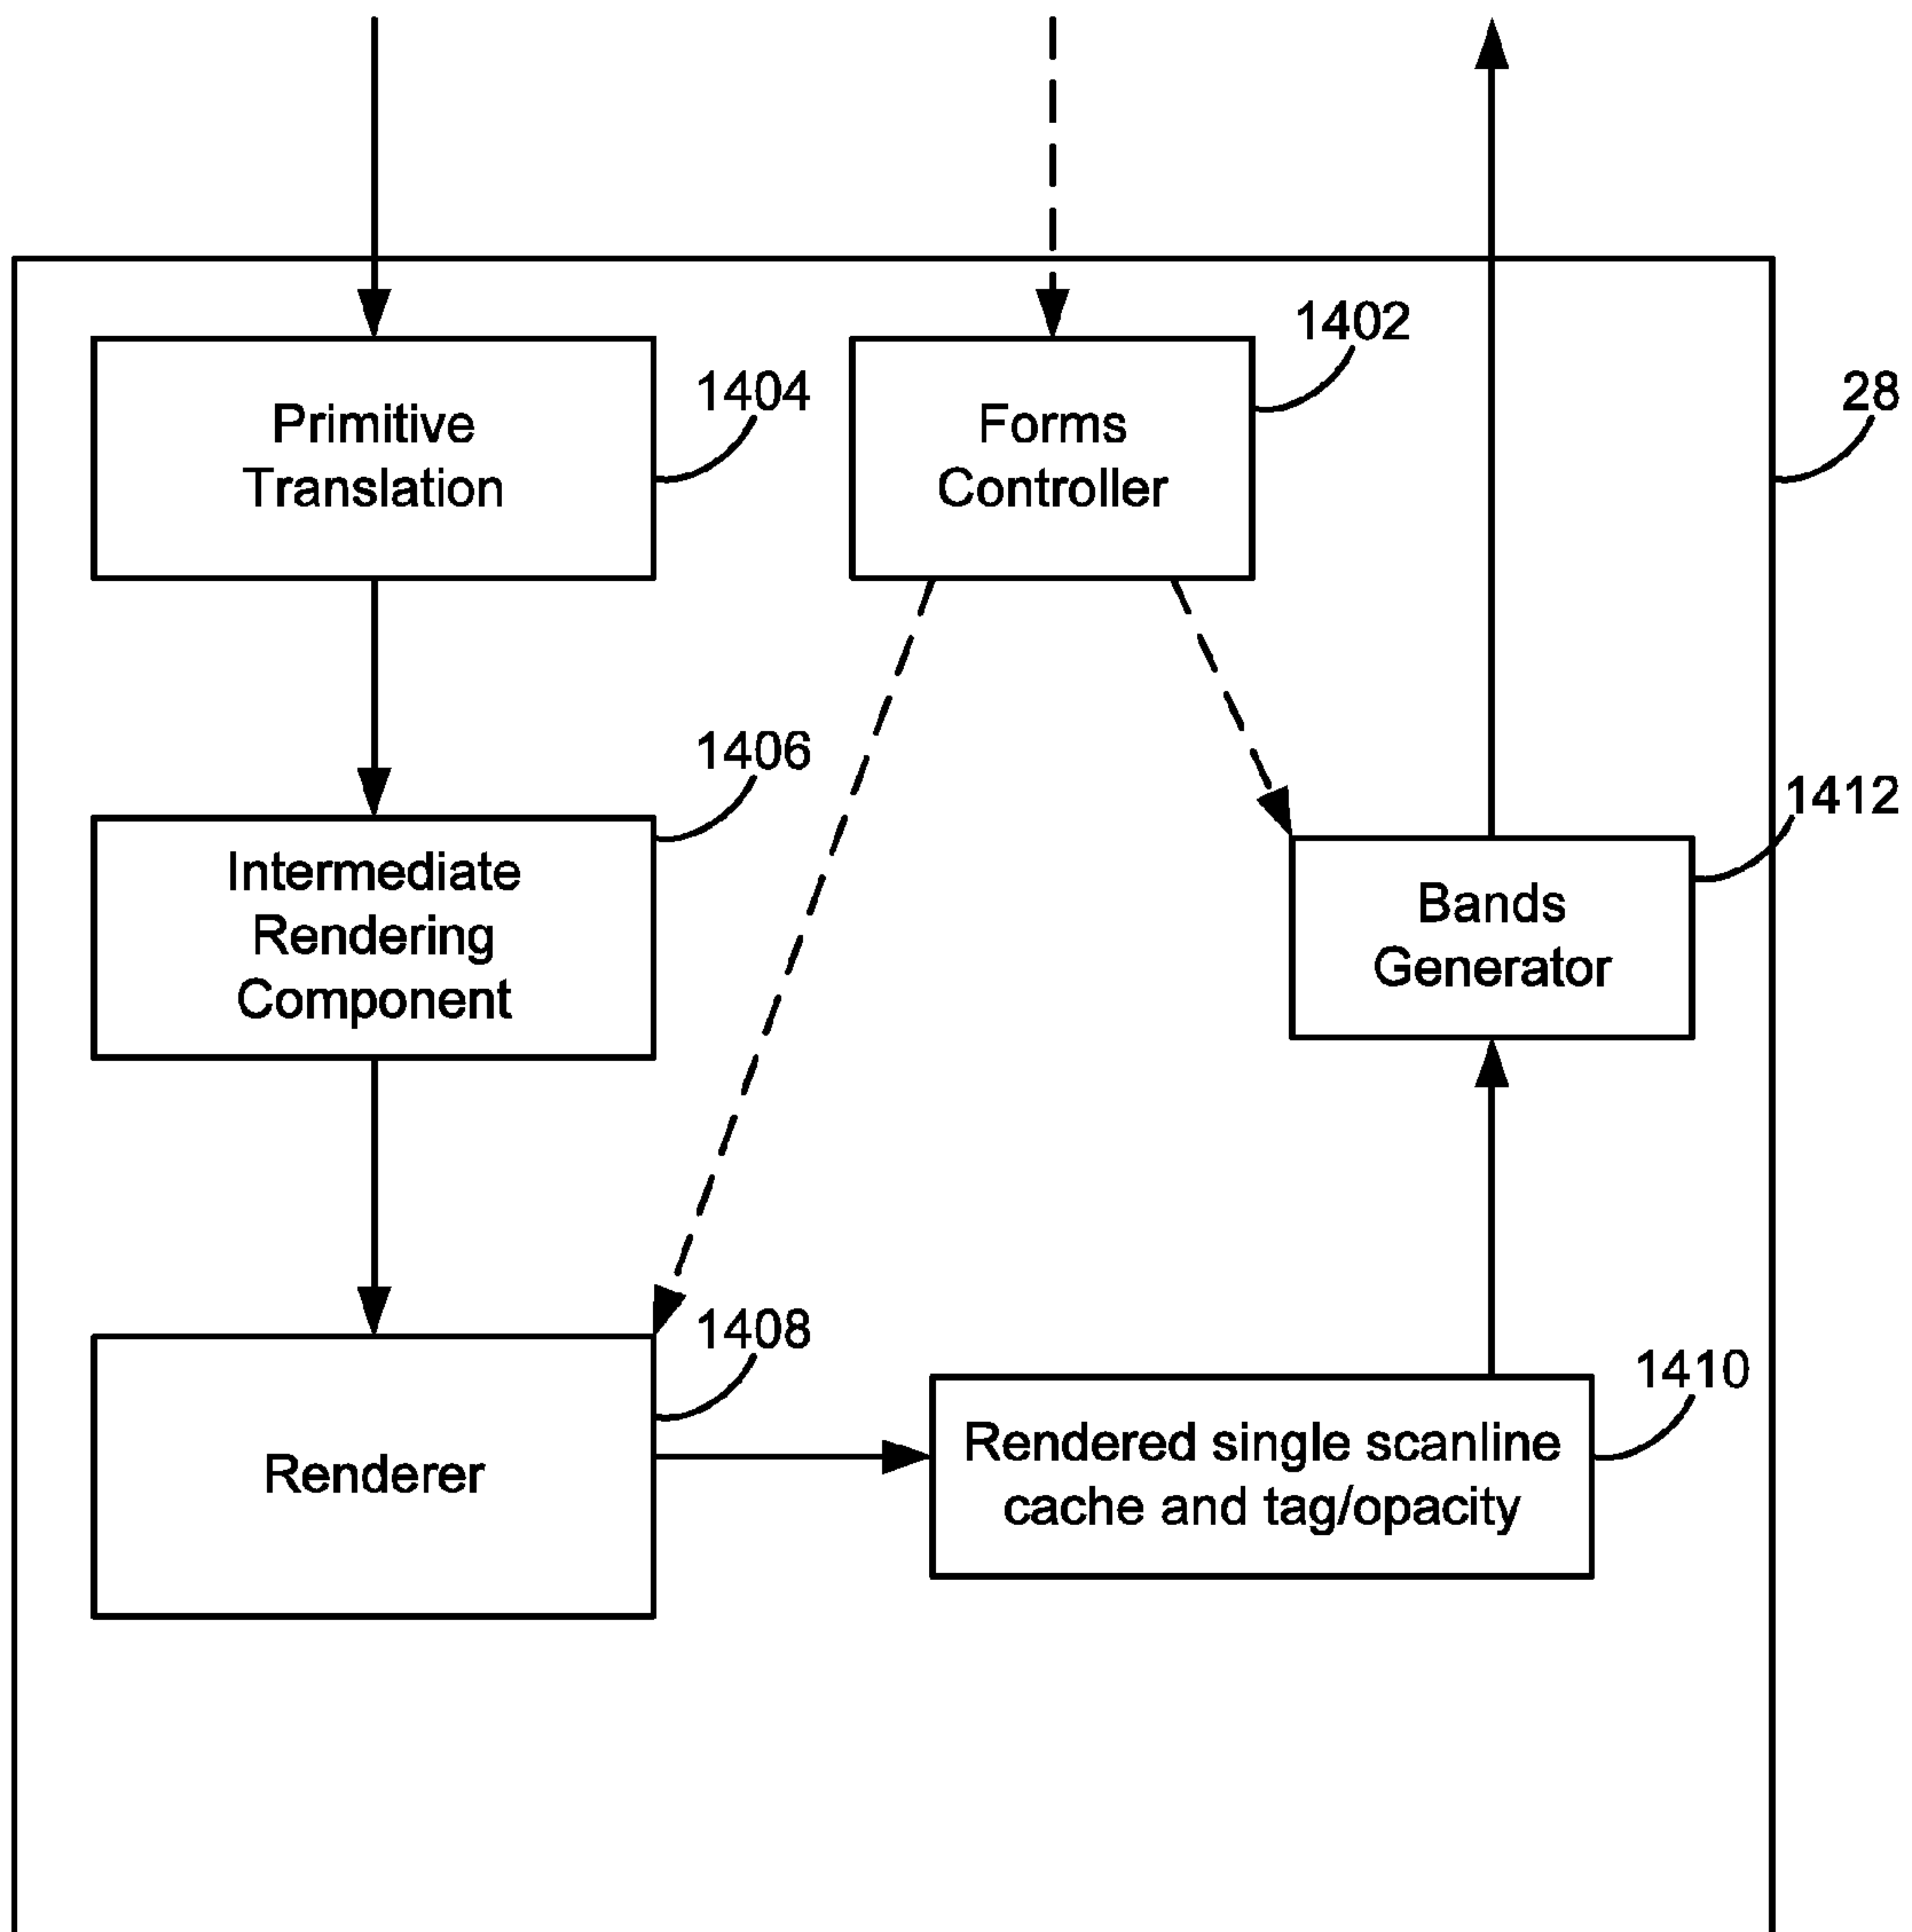 1402
28
1404
Primitive
Translation
Forms
Controller
1406
1412
Intermediate
Rendering
Component
Bands
Generator
1408
1410
Renderer
Rendered single scanline
cache and tag/opacity